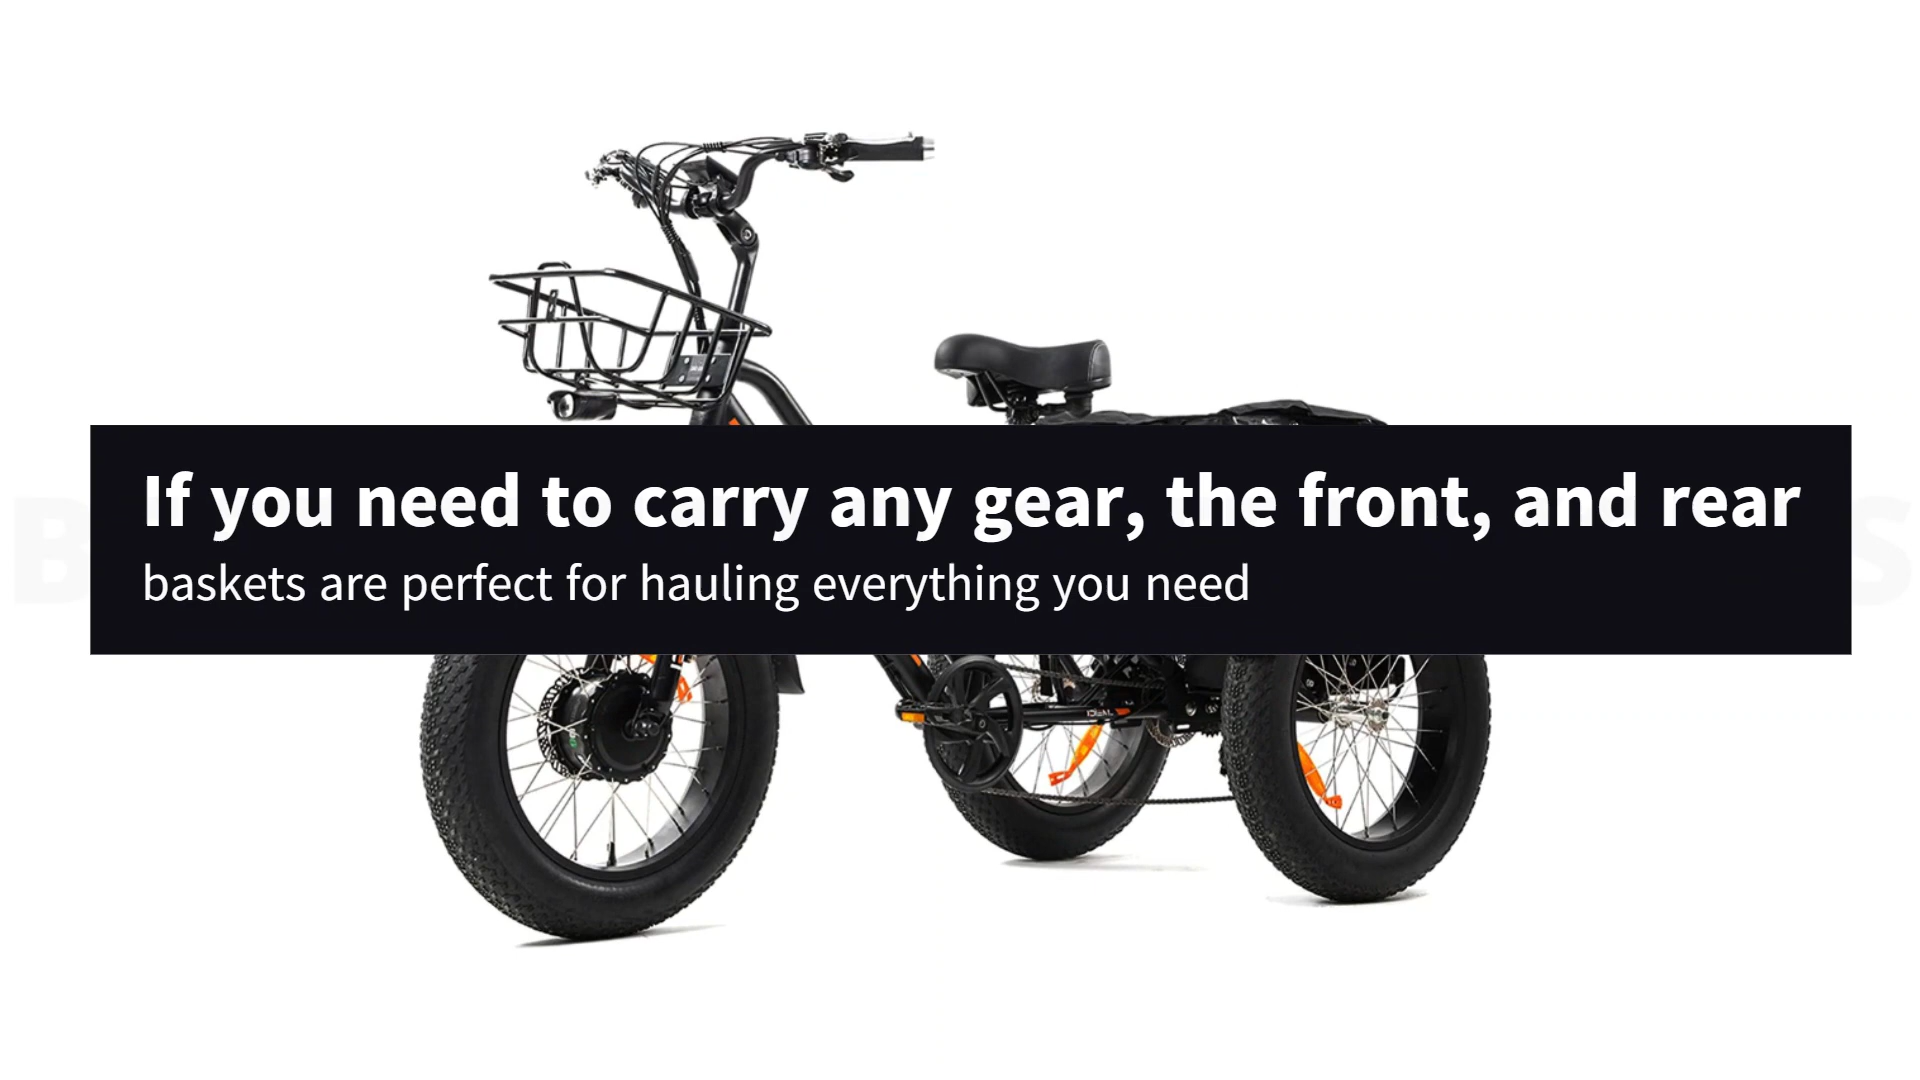 If you need to carry any gear, the front, and rear
baskets are perfect for hauling everything you need